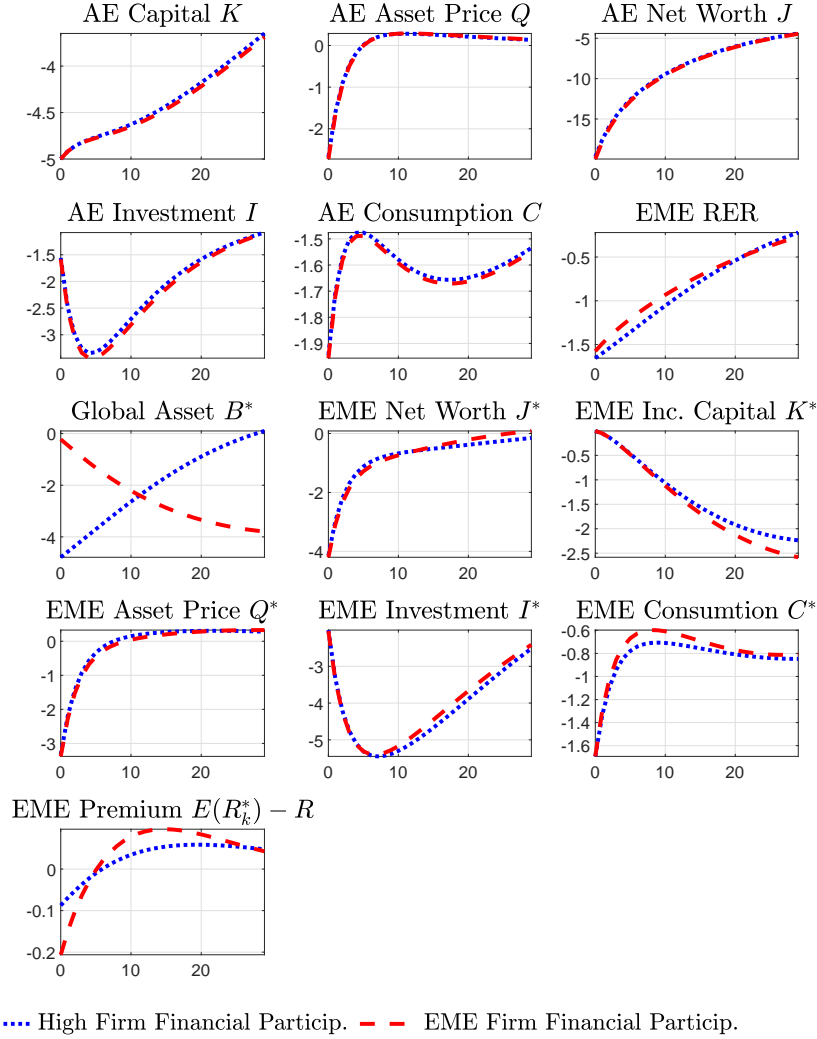 AE Capital K
AE Asset Price Q
AE Net Worth J
-4
-4.5
-5
0 10 20
0
-1
-2
0 10 20
-5
-10
-15
0 10 20
AE Investment I
AE Consumption C
EME RER
-1.5
-2
-2.5
-3
0 10 20
-1.5
-1.6
-1.7
-1.8
-1.9
0 10 20
-0.5
-1
-1.5
0 10 20
Global Asset B*
EME Net Worth J*
EME Inc. Capital K*
0
-2
-4
0 10 20
0
-2
-4
0 10 20
-0.5
-1
-1.5
-2
-2.5
0 10 20
EME Asset Price Q*
EME Investment I*
EME Consumtion C*
0
-1
-2
-3
0 10 20
-3
-4
-5
0 10 20
-0.6
-0.8
-1
-1.2
-1.4
-1.6
0 10 20
EME Premium E(R*k) − R
0
-0.1
-0.2
0 10 20
High Firm Financial Particip.
EME Firm Financial Particip.